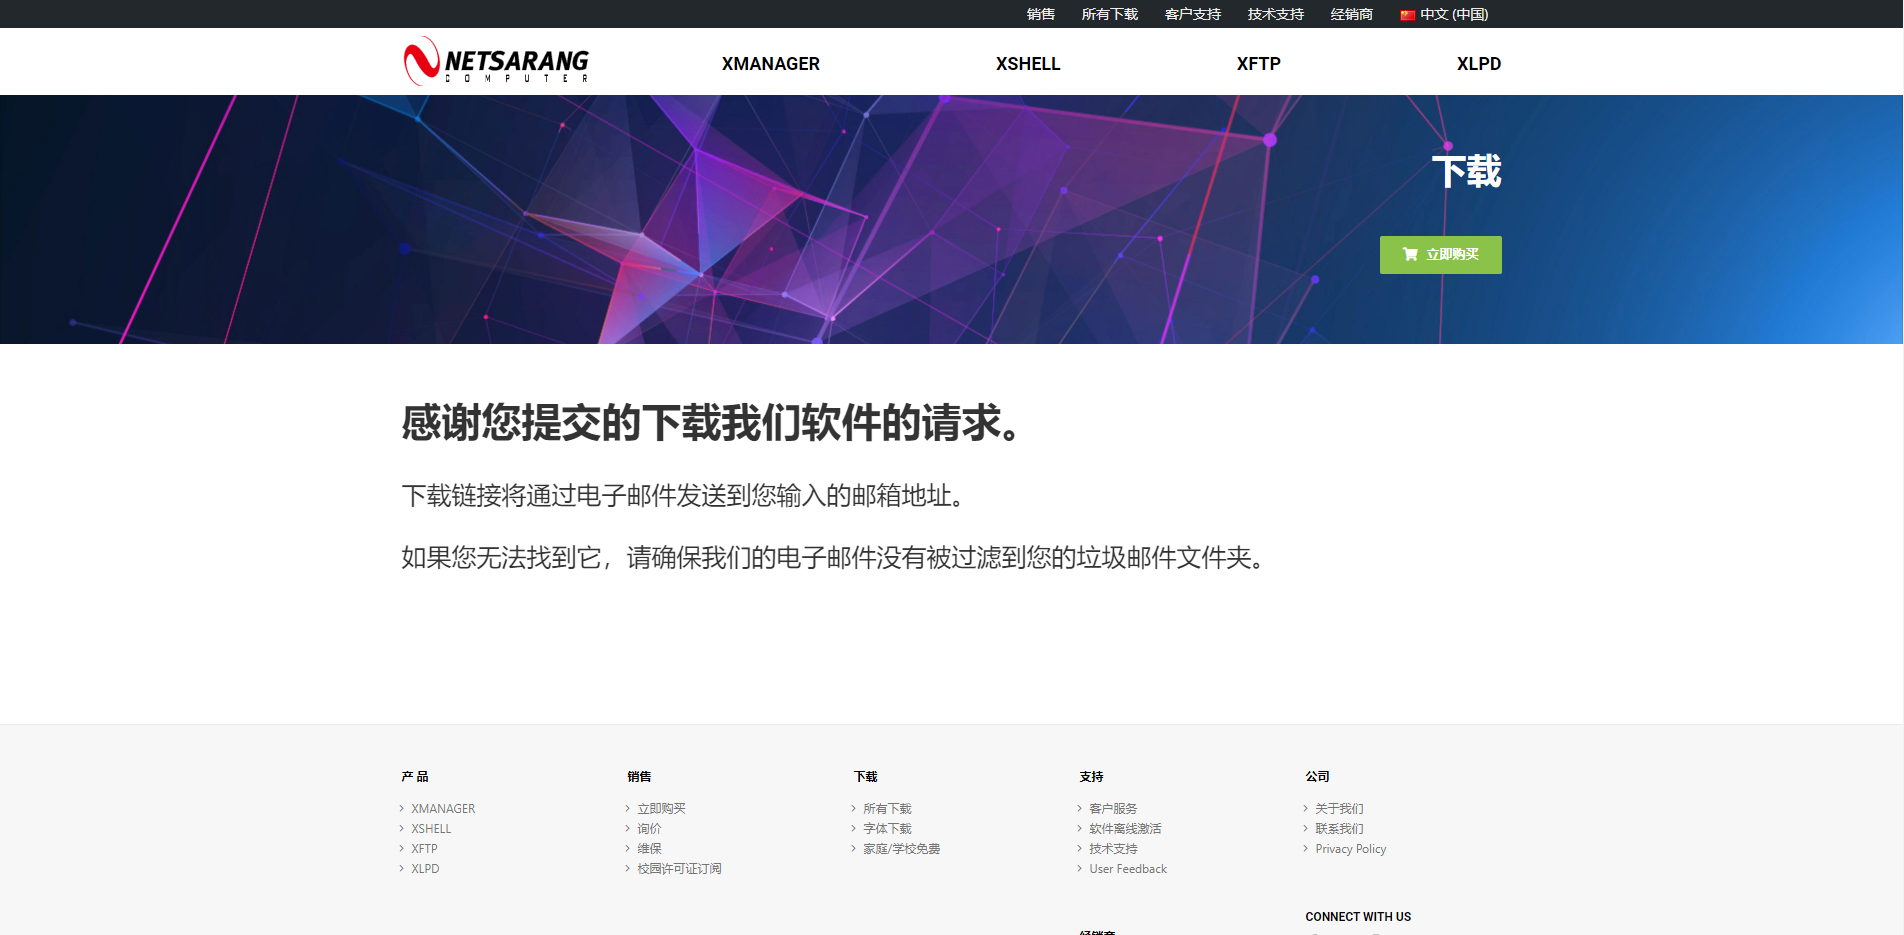 销售 所有下载 客户支持 技术支持 经销商 中文 (中国)
NETSARANG
COMPUTER
XMANAGER XSHELL XFTP XLPD
下载
立即购买
感谢您提交的下载我们软件的请求。
下载链接将通过电子邮件发送到您输入的邮箱地址。
如果您无法找到它，请确保我们的电子邮件没有被过滤到您的垃圾邮件文件夹。
产 品
XMANAGER
XSHELL
XFTP
XLPD
销售
立即购买
询价
维保
校园许可证订阅
下载
所有下载
字体下载
家庭/学校免费
支持
客户服务
软件离线激活
技术支持
User Feedback
经销商
公司
关于我们
联系我们
Privacy Policy
CONNECT WITH US